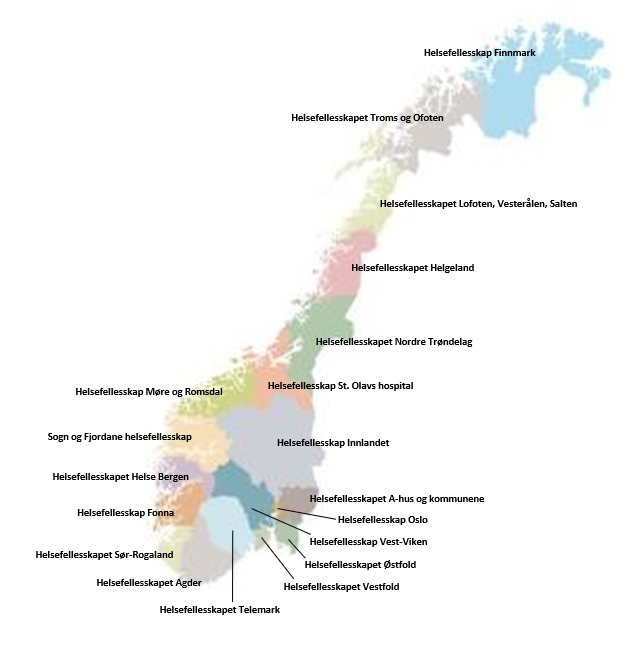 Helsefellesskap Finnmark
Helsefellesskapet Troms og Ofoten
Helsefellesskapet Lofoten, Vesterålen, Salten
Helsefellesskapet Helgeland
Helsefellesskapet Nordre Trøndelag
Helsefellesskap St. Olavs hospital
Helsefellesskap Møre og Romsdal
Sogn og Fjordane helsefellesskap
Helsefellesskap Innlandet
Helsefellesskapet Helse Bergen
Helsefellesskapet A-hus og kommunene
Helsefellesskap Fonna
Helsefellesskap Oslo
Helsefellesskap Vest-Viken
Helsefellesskapet Sør-Rogaland
Helsefellesskapet Østfold
Helsefellesskapet Agder
Helsefellesskapet Vestfold
Helsefellesskapet Telemark